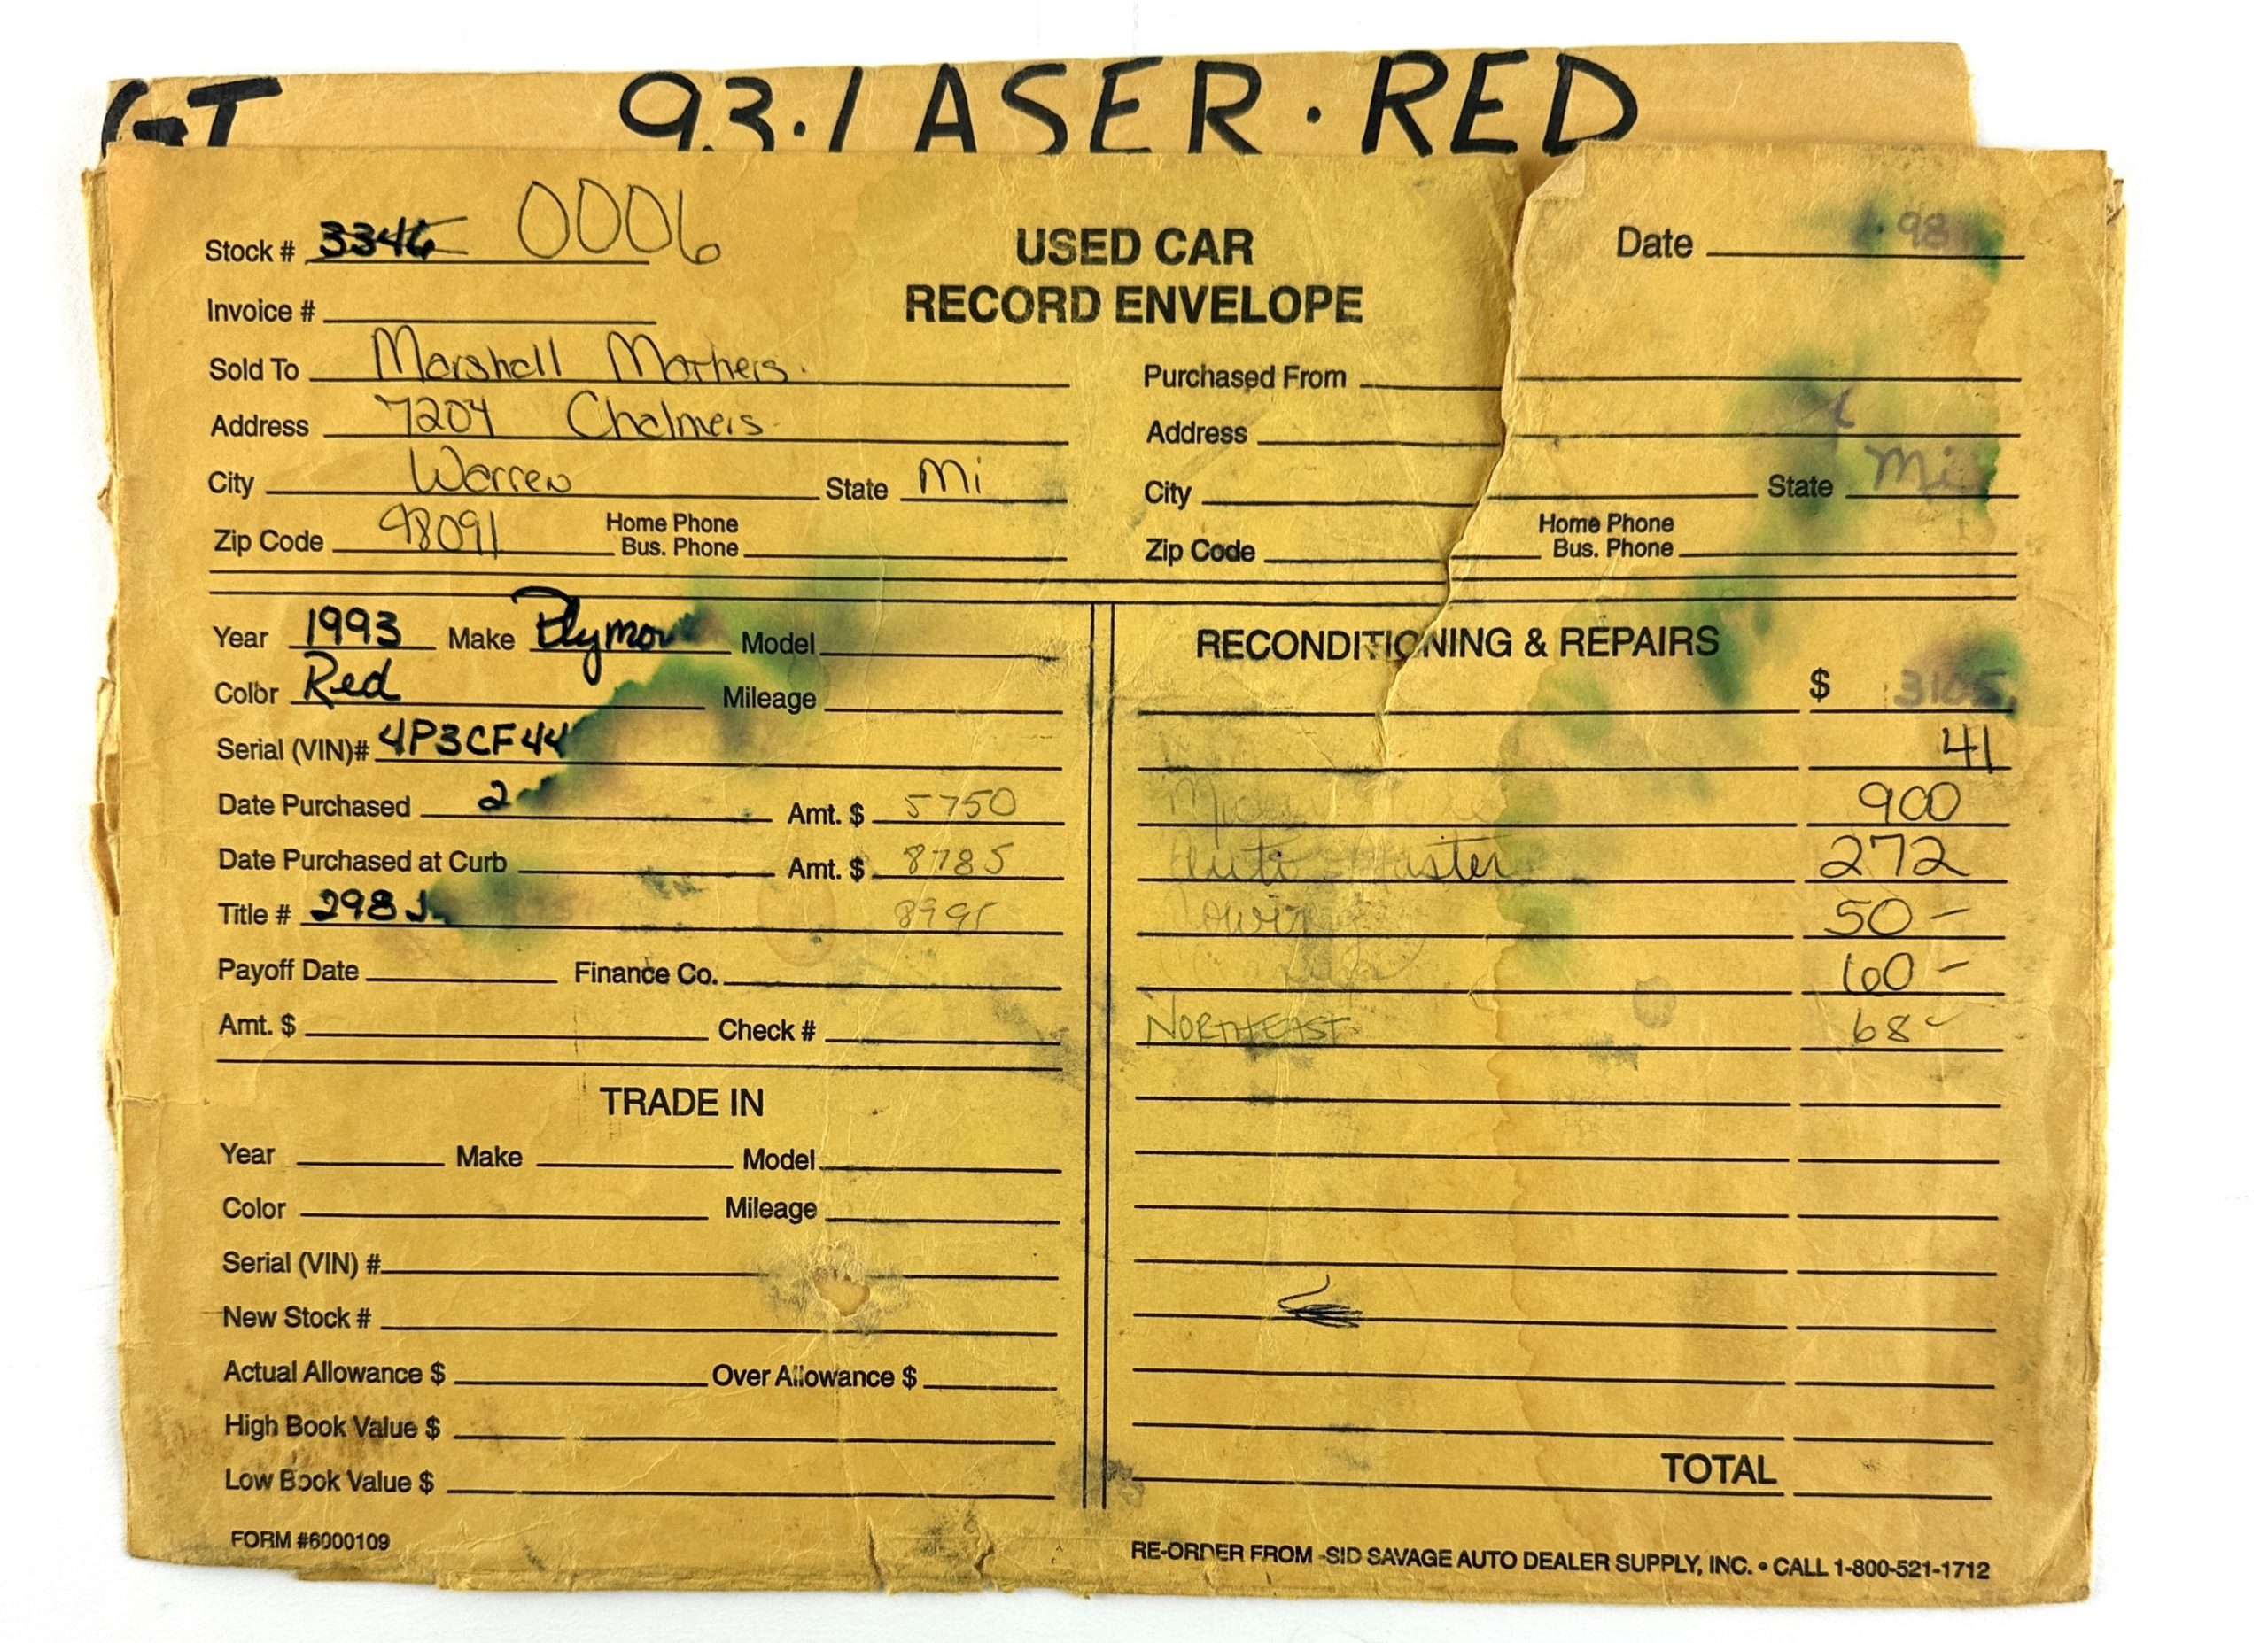 GT 93. LASER. RED
Stock # 3346 0006
USED CAR
RECORD ENVELOPE
Date 98
Invoice #
Sold To Marshall Mathers.
Purchased From
Address 7204 Chalmers
Address
City Warren State Mi
City State Mi
Zip Code 48091 Home Phone
Bus. Phone
Zip Code Home Phone
Bus. Phone
Year 1993 Make Plymou Model
Color Red Mileage
Serial (VIN)# 4P3CF44
Date Purchased 2 Amt. $ 5750
Date Purchased at Curb Amt. $ 8785
Title # 298 8995
Payoff Date Finance Co.
Amt. $ Check #
RECONDITIONING & REPAIRS
$ 3105
41
900
Auto Master 272
50 -
60 -
NORTHEAST 68 -
TOTAL
TRADE IN
Year Make Model
Color Mileage
Serial (VIN) #
New Stock #
Actual Allowance $ Over Allowance $
High Book Value $
Low Book Value $
FORM #6000109
RE-ORDER FROM -SID SAVAGE AUTO DEALER SUPPLY, INC. • CALL 1-800-521-1712